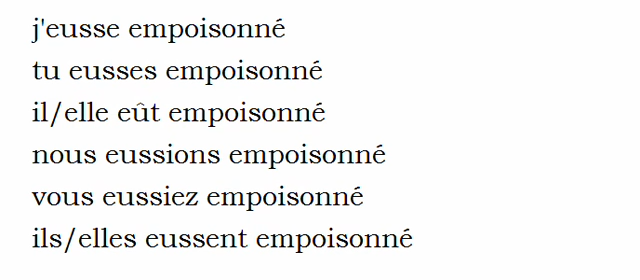 j'eusse empoisonné
tu eusses empoisonné
il/elle eût empoisonné
nous eussions empoisonné
vous eussiez empoisonné
ils/elles eussent empoisonné